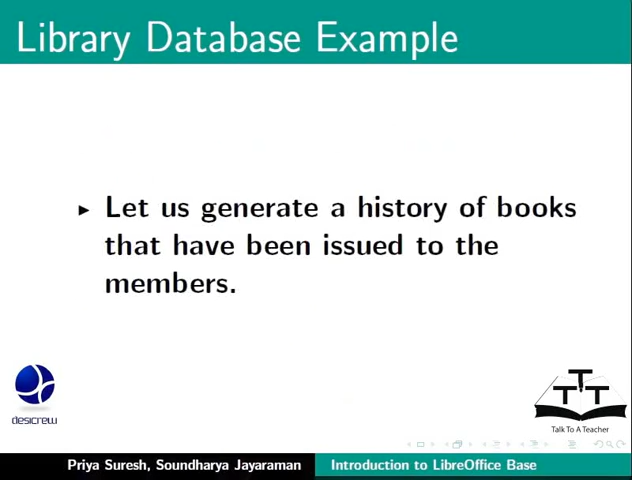 Library Database Example
Let us generate a history of books
that have been issued to the
members.
desicrew
T
T T
Talk To A Teacher
Priya Suresh, Soundharya Jayaraman
Introduction to LibreOffice Base